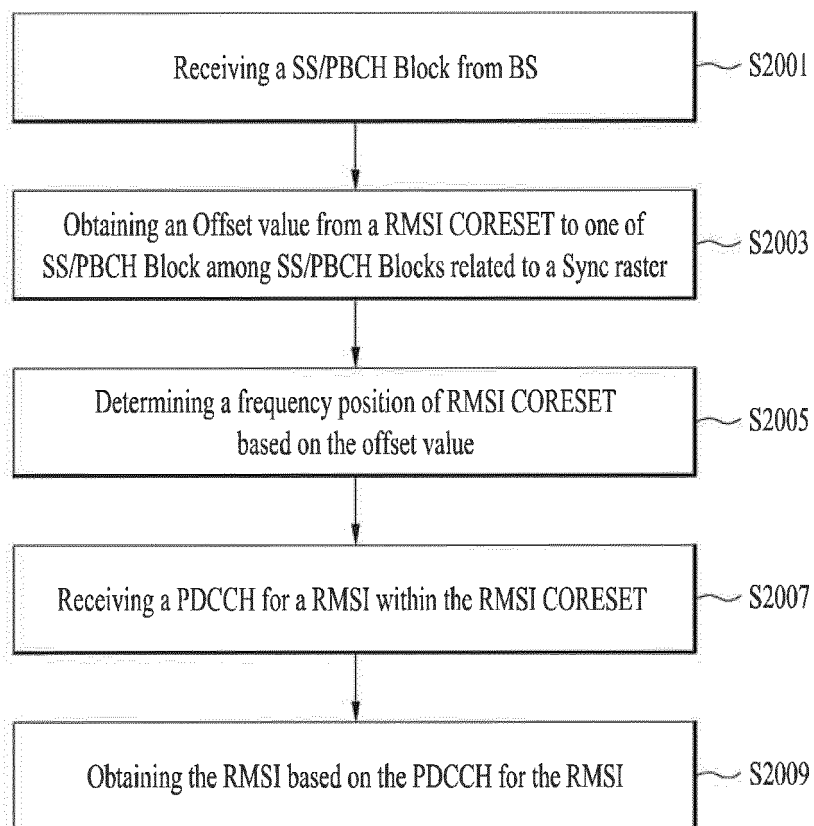 Receiving a SS/PBCH Block from BS
S2001
Obtaining an Offset value from a RMSI CORESET to one of
SS/PBCH Block among SS/PBCH Blocks related to a Sync raster
S2003
Determining a frequency position of RMSI CORESET
based on the offset value
S2005
Receiving a PDCCH for a RMSI within the RMSI CORESET
S2007
Obtaining the RMSI based on the PDCCH for the RMSI
S2009